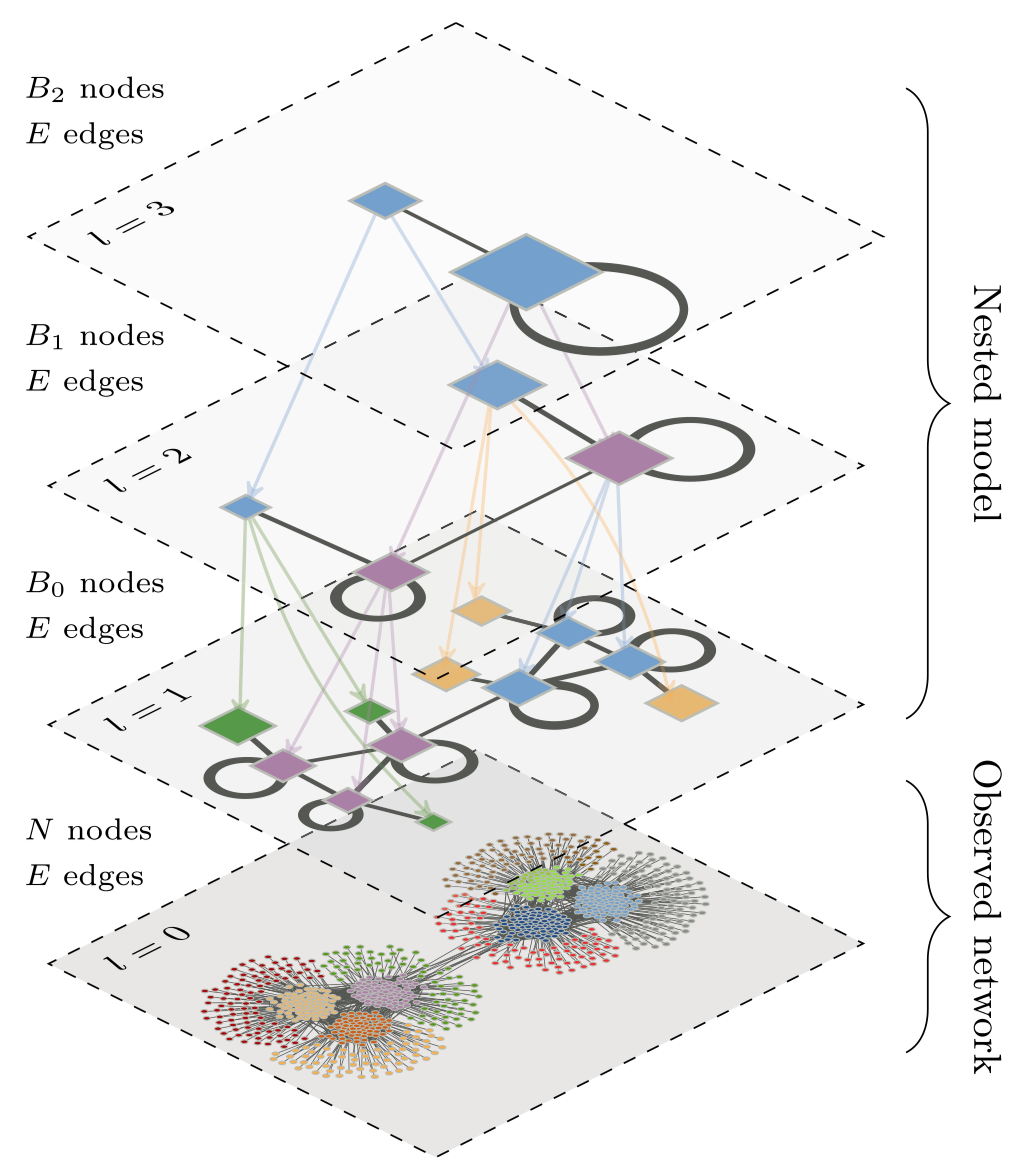 B₂ nodes
E edges
l = 3
B₁ nodes
E edges
l = 2
B₀ nodes
E edges
l = 1
N nodes
E edges
l = 0
Nested model
Observed network